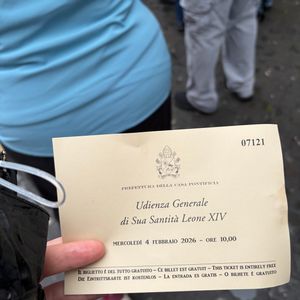 07121
PREFETTURA DELLA CASA PONTIFICIA
Udienza Generale
di Sua Santità Leone XIV
MERCOLEDÌ 4 FEBBRAIO 2026 - ORE 10,00
IL BIGLIETTO È DEL TUTTO GRATUITO - CE BILLET EST GRATUIT - THIS TICKET IS ENTIRELY FREE
DIE EINTRITTSKARTE IST KOSTENLOS - LA ENTRADA ES GRATIS - O BILHETE É GRATUITO